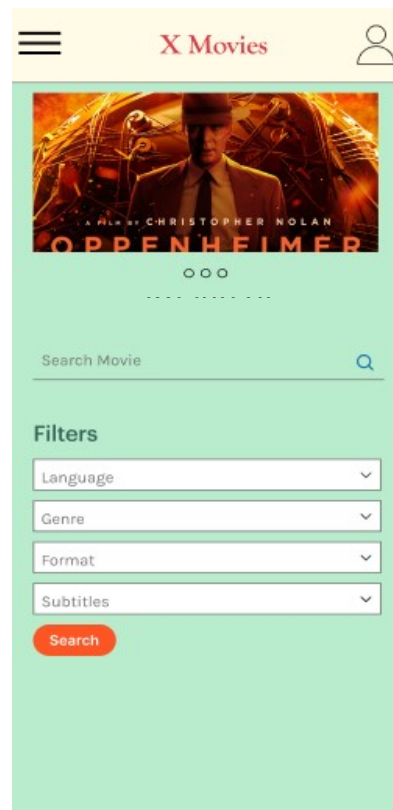 X Movies
A FILM BY CHRISTOPHER NOLAN
OPPENHEIMER
Search Movie
Filters
Language
Genre
Format
Subtitles
Search